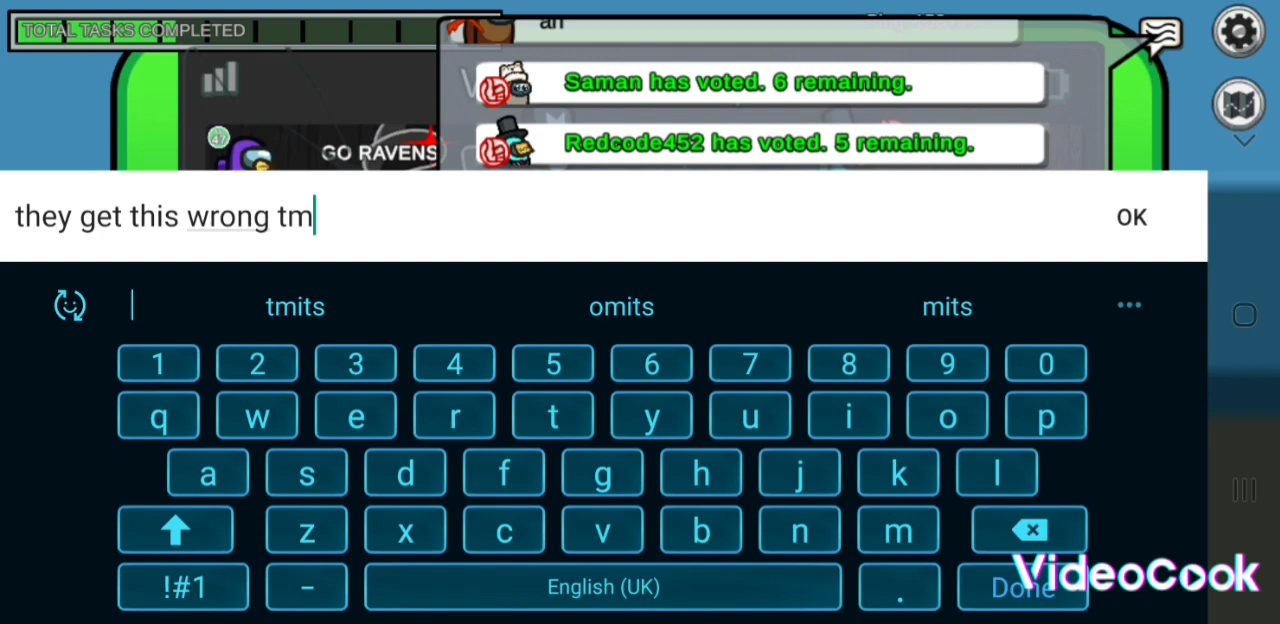 TOTAL TASKS COMPLETED
an
Saman has voted. 6 remaining.
47
GO RAVENS
Redcode452 has voted. 5 remaining.
they get this wrong tm
OK
tmits omits mits
1 2 3 4 5 6 7 8 9 0
q w e r t y u i o p
a s d f g h j k l
z x c v b n m
!#1 - English (UK) . Done
VideoCook